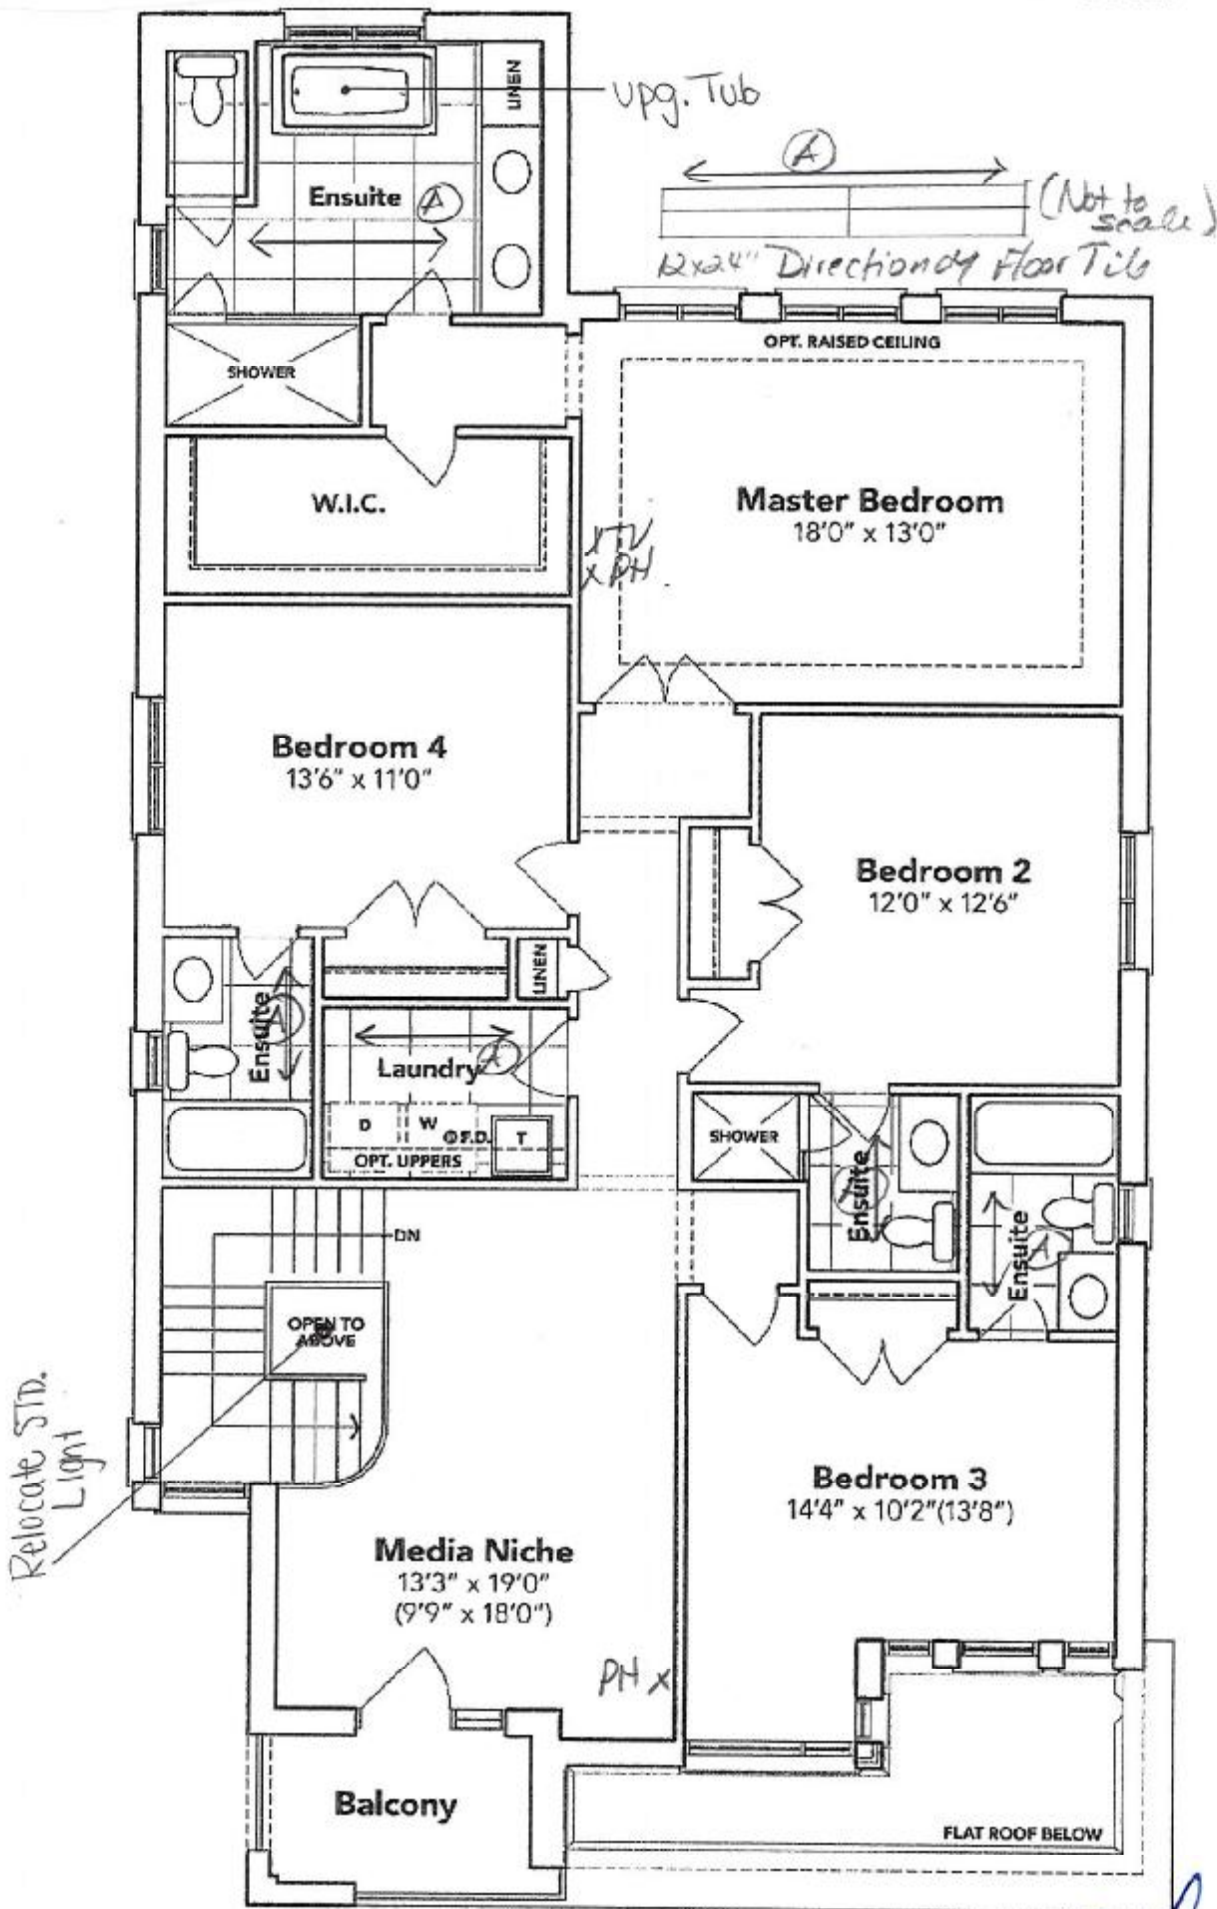 LINEN
upg. Tub
A
Ensuite A
(Not to
scale)
12x24" Directional Floor Tile
OPT. RAISED CEILING
SHOWER
W.I.C.
Master Bedroom
18'0" x 13'0"
x TV
x PH
Bedroom 4
13'6" x 11'0"
Bedroom 2
12'0" x 12'6"
LINEN
Ensuite
A
Laundry A
D W
@F.D. T
OPT. UPPERS
SHOWER
Ensuite
A
Ensuite
A
DN
OPEN TO
ABOVE
Relocate STD.
Light
Bedroom 3
14'4" x 10'2"(13'8")
Media Niche
13'3" x 19'0"
(9'9" x 18'0")
PH x
Balcony
FLAT ROOF BELOW